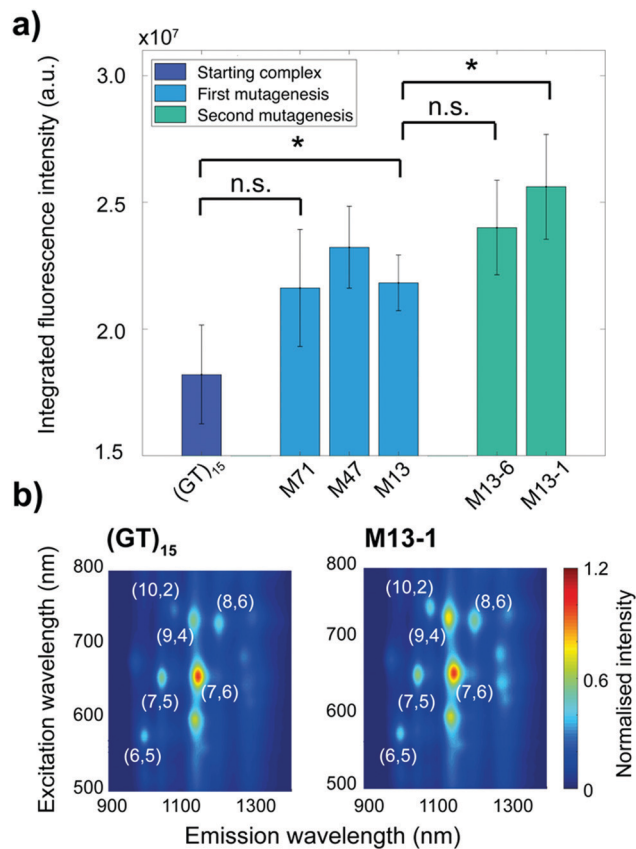 a)
x10⁷
Integrated fluorescence intensity (a.u.)
3.0
2.5
2.0
1.5
Starting complex
First mutagenesis
Second mutagenesis
*
n.s.
*
n.s.
(GT)₁₅
M71
M47
M13
M13-6
M13-1
b)
(GT)₁₅
M13-1
Excitation wavelength (nm)
800
700
600
500
(10,2)
(8,6)
(9,4)
(7,5)
(7,6)
(6,5)
900
1100
1300
800
700
600
500
(10,2)
(8,6)
(9,4)
(7,5)
(7,6)
(6,5)
900
1100
1300
1.2
0.6
0
Normalised intensity
Emission wavelength (nm)